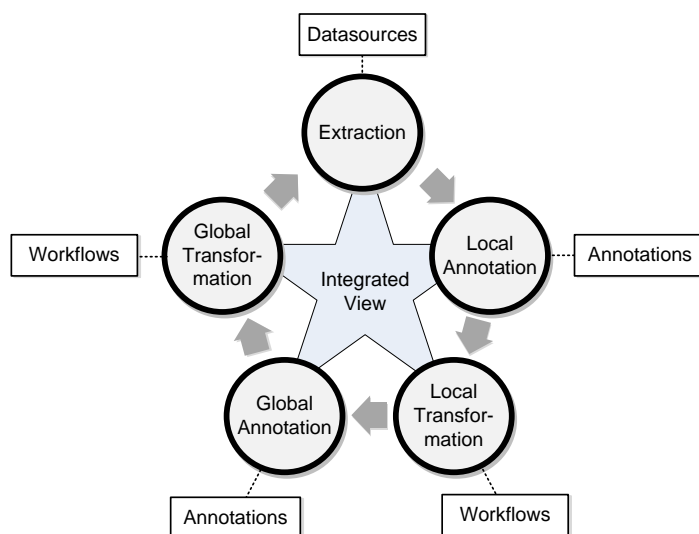 Datasources
Extraction
Global
Transfor-
mation
Workflows
Local
Annotation
Annotations
Integrated
View
Global
Annotation
Local
Transfor-
mation
Annotations
Workflows